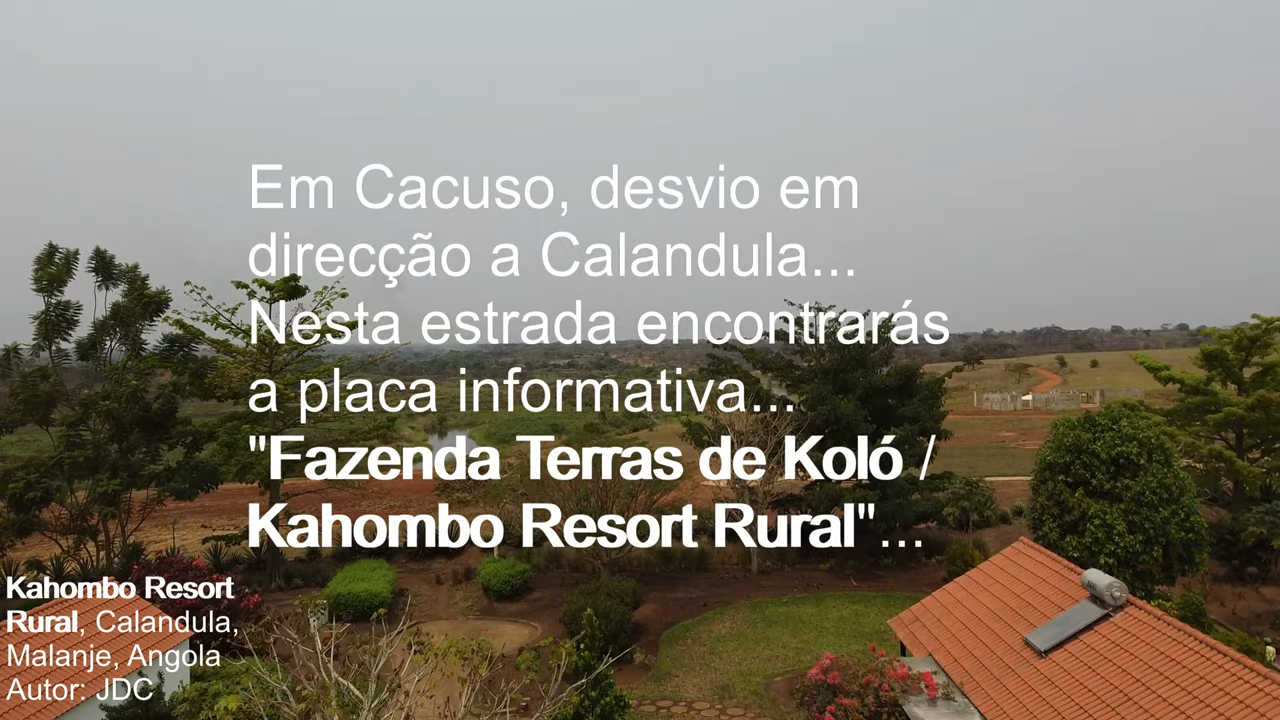 Em Cacuso, desvio em
direcção a Calandula...
Nesta estrada encontrarás
a placa informativa...
"Fazenda Terras de Koló /
Kahombo Resort Rural"...
Kahombo Resort
Rural, Calandula,
Malanje, Angola
Autor: JDC